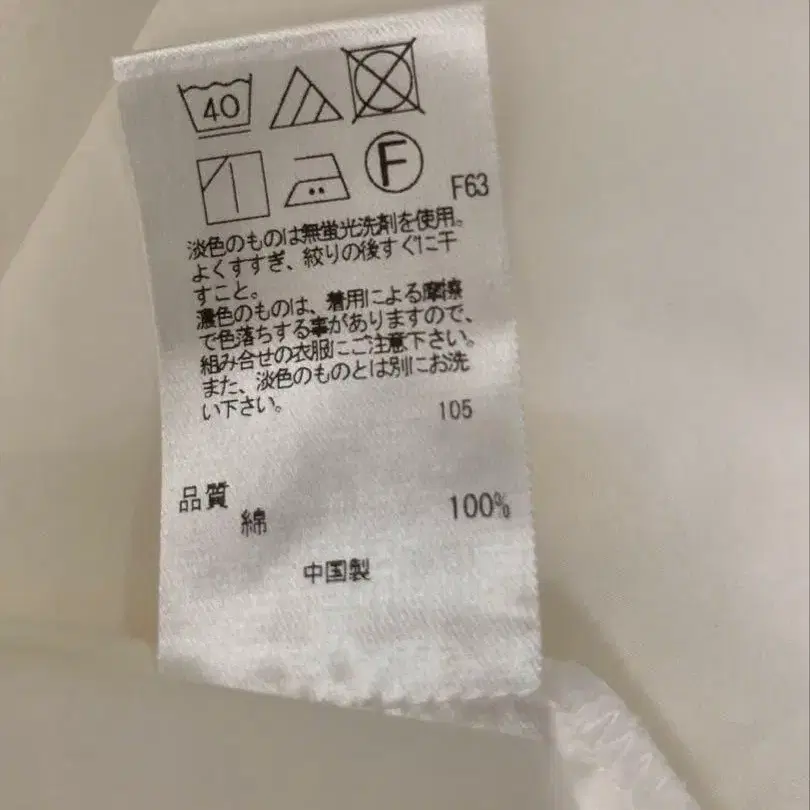 40
F
F63
淡色のものは無蛍光洗剤を使用。
よくすすぎ、絞りの後すぐに干
すこと。
濃色のものは、着用による摩擦
で色落ちする事がありますので、
組み合せの衣服にご注意下さい。
また、淡色のものとは別にお洗
い下さい。
105
品質
綿 100%
中国製